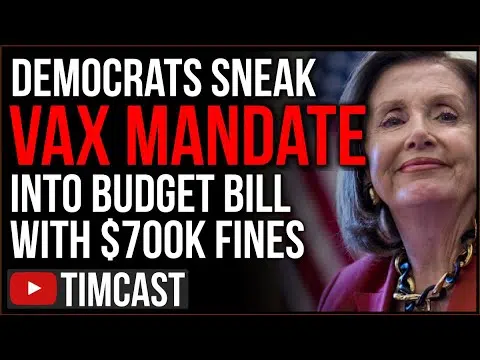 DEMOCRATS SNEAK
VAX MANDATE
INTO BUDGET BILL
WITH $700K FINES
TIMCAST